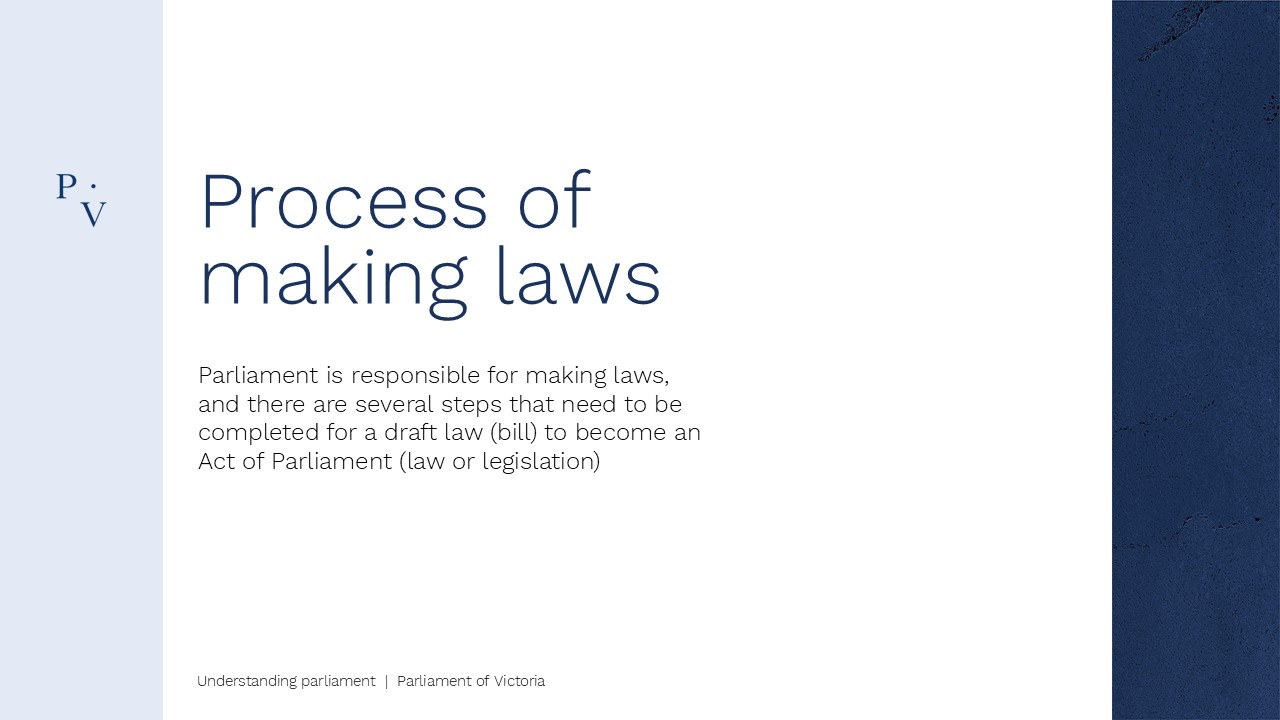 P ·
V
Process of
making laws
Parliament is responsible for making laws,
and there are several steps that need to be
completed for a draft law (bill) to become an
Act of Parliament (law or legislation)
Understanding parliament | Parliament of Victoria